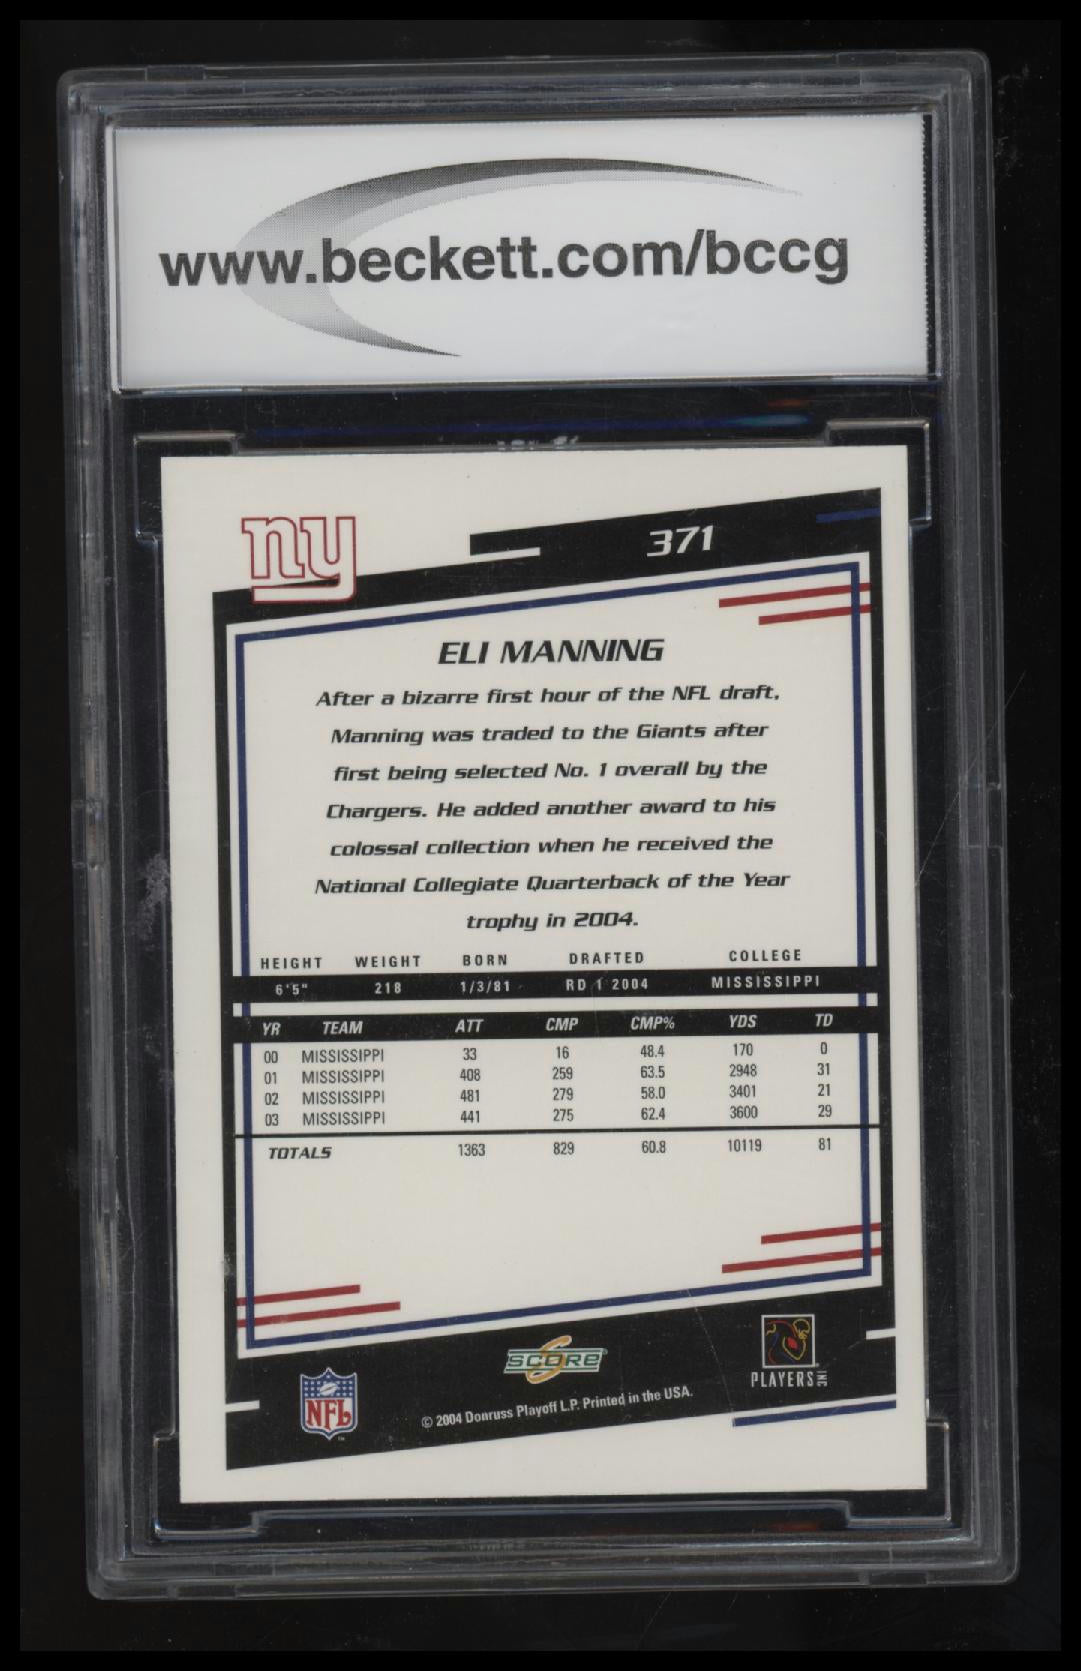 www.beckett.com/bccg
ny
371
ELI MANNING
After a bizarre first hour of the NFL draft,
Manning was traded to the Giants after
first being selected No. 1 overall by the
Chargers. He added another award to his
colossal collection when he received the
National Collegiate Quarterback of the Year
trophy in 2004.
HEIGHT WEIGHT BORN DRAFTED COLLEGE
6'5" 218 1/3/81 RD 1 2004 MISSISSIPPI
YR TEAM ATT CMP CMP% YDS TD
00 MISSISSIPPI 33 16 48.4 170 0
01 MISSISSIPPI 408 259 63.5 2948 31
02 MISSISSIPPI 481 279 58.0 3401 21
03 MISSISSIPPI 441 275 62.4 3600 29
TOTALS 1363 829 60.8 10119 81
SCORE
NFL
PLAYERS INC
© 2004 Donruss Playoff L.P. Printed in the USA.